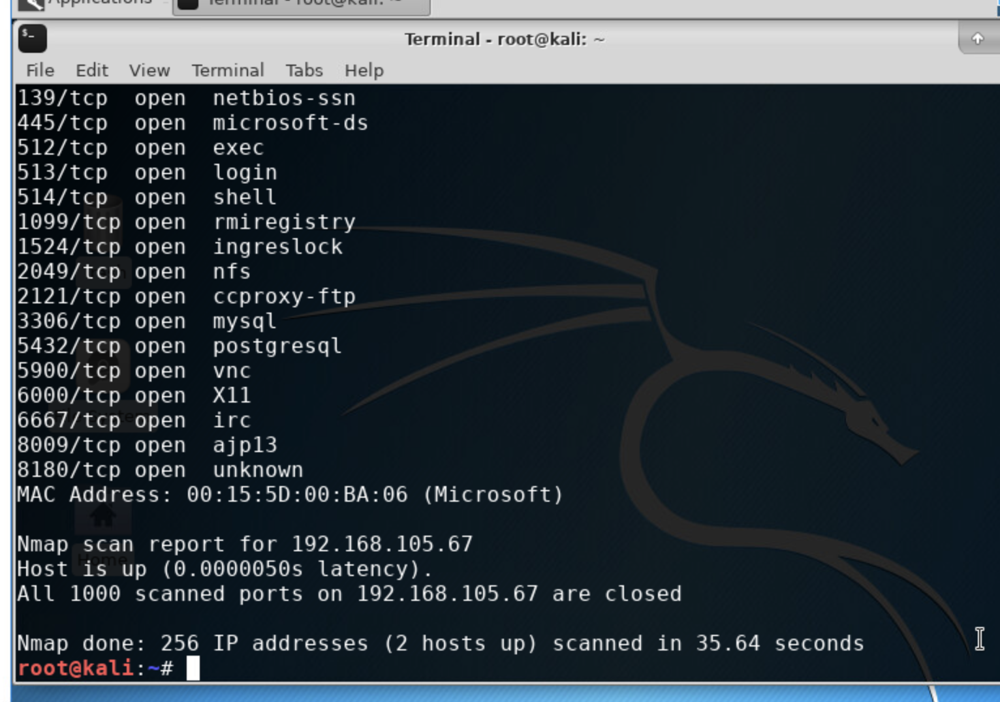 Applications
Terminal - root@kali: ~
Terminal - root@kali: ~
File Edit View Terminal Tabs Help
139/tcp open netbios-ssn
445/tcp open microsoft-ds
512/tcp open exec
513/tcp open login
514/tcp open shell
1099/tcp open rmiregistry
1524/tcp open ingreslock
2049/tcp open nfs
2121/tcp open ccproxy-ftp
3306/tcp open mysql
5432/tcp open postgresql
5900/tcp open vnc
6000/tcp open X11
6667/tcp open irc
8009/tcp open ajp13
8180/tcp open unknown
MAC Address: 00:15:5D:00:BA:06 (Microsoft)
Nmap scan report for 192.168.105.67
Home
Host is up (0.0000050s latency).
All 1000 scanned ports on 192.168.105.67 are closed
Nmap done: 256 IP addresses (2 hosts up) scanned in 35.64 seconds
root@kali:~#